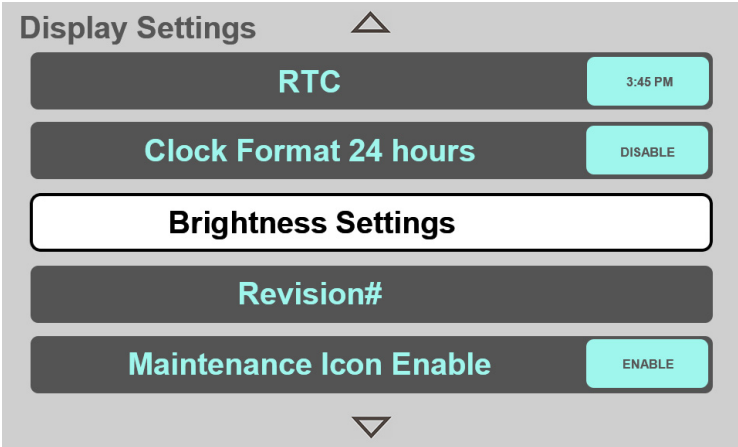 Display Settings
RTC
3:45 PM
Clock Format 24 hours
DISABLE
Brightness Settings
Revision#
Maintenance Icon Enable
ENABLE